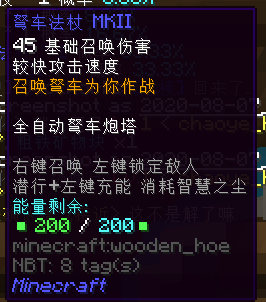 弩车法杖 MKII
45 基础召唤伤害
较快攻击速度
召唤弩车为你作战
全自动弩车炮塔
右键召唤 左键锁定敌人
潜行+左键充能 消耗智慧之尘
能量剩余:
▪ 200 / 200 ▪
minecraft:wooden_hoe
NBT: 8 tag(s)
Minecraft